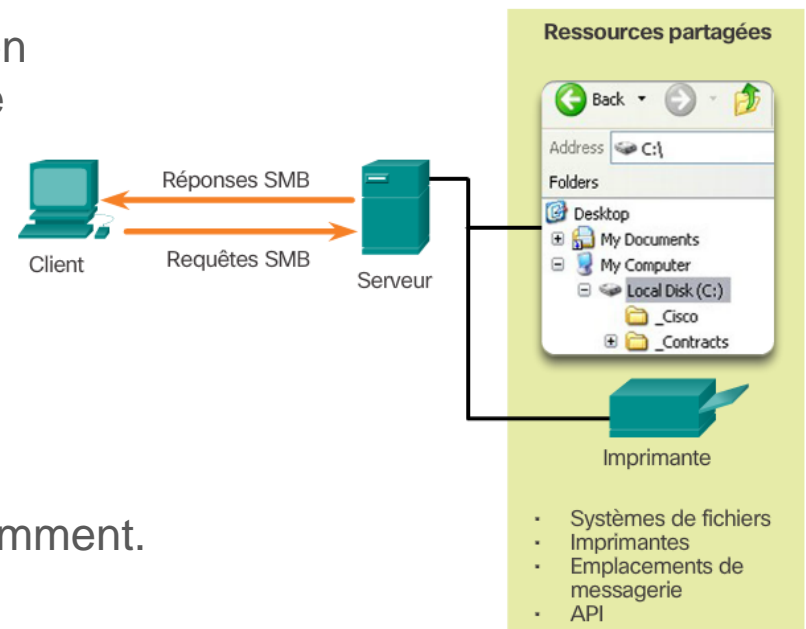 n
e
Réponses SMB
Requêtes SMB
Client
Serveur
omment.
Ressources partagées
Back
Address C:\
Folders
Desktop
My Documents
My Computer
Local Disk (C:)
_Cisco
_Contracts
Imprimante
· Systèmes de fichiers
· Imprimantes
· Emplacements de
messagerie
· API